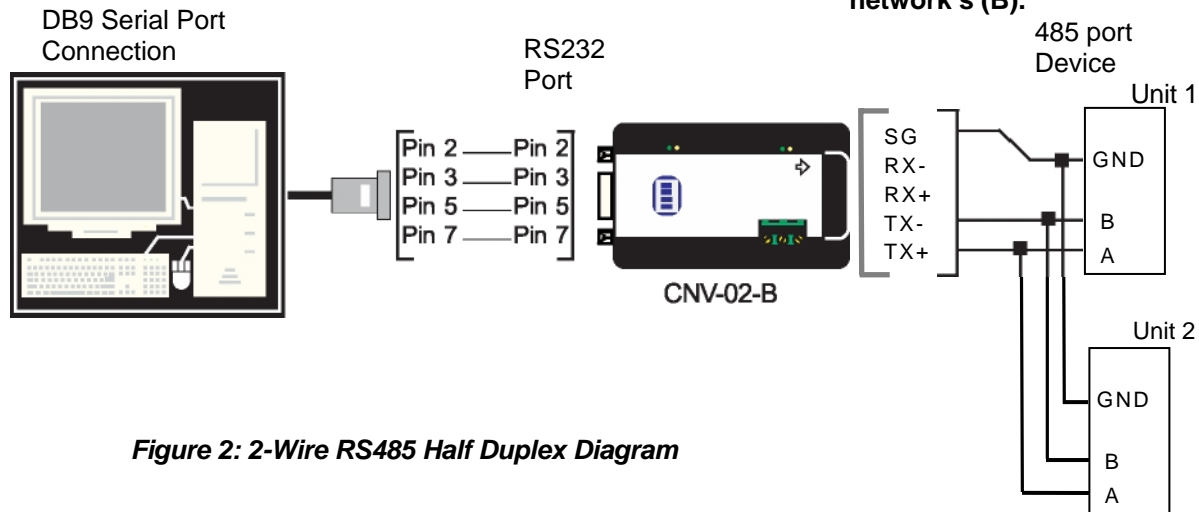 network's (B).
DB9 Serial Port
Connection
RS232
Port
485 port
Device
Unit 1
Pin 2 Pin 2
Pin 3 Pin 3
Pin 5 Pin 5
Pin 7 Pin 7
SG
RX-
RX+
TX-
TX+
GND
B
A
CNV-02-B
Unit 2
GND
B
A
Figure 2: 2-Wire RS485 Half Duplex Diagram